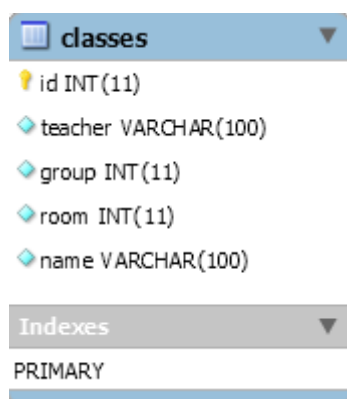 classes
id INT(11)
teacher VARCHAR(100)
group INT(11)
room INT(11)
name VARCHAR(100)
Indexes
PRIMARY